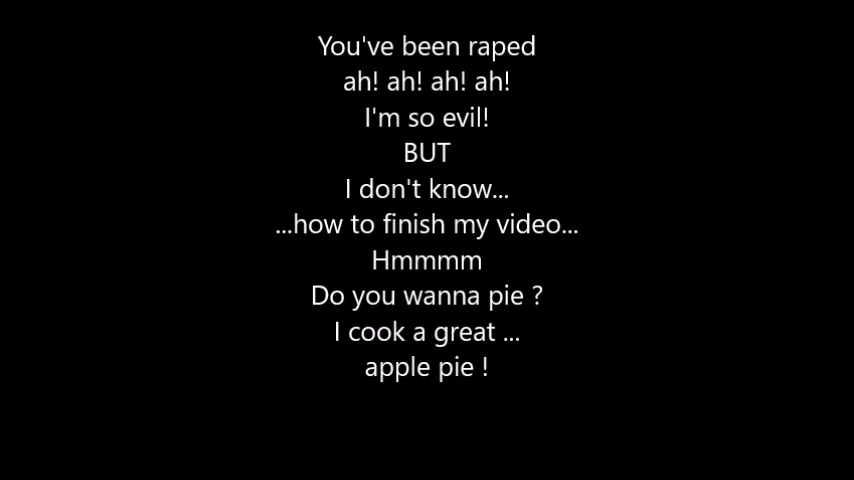 You've been raped
ah! ah! ah! ah!
I'm so evil!
BUT
I don't know...
...how to finish my video...
Hmmmm
Do you wanna pie ?
I cook a great ...
apple pie !